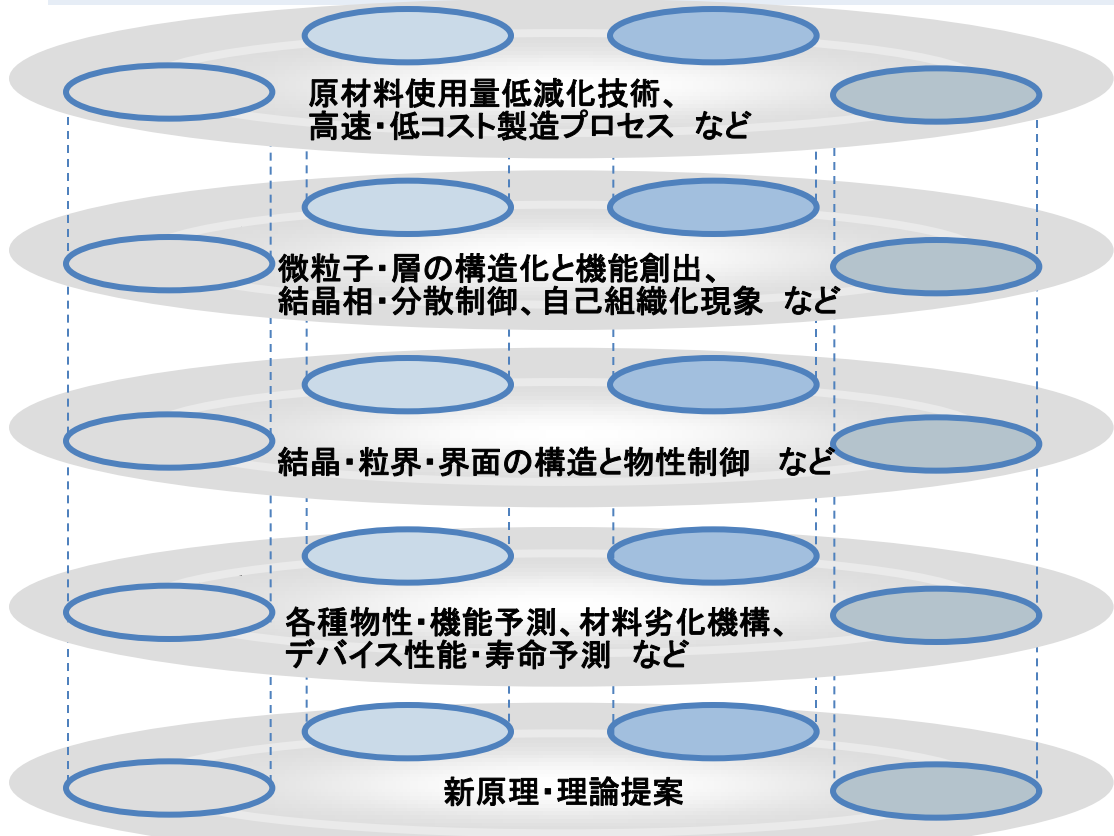 原材料使用量低減化技術、
高速・低コスト製造プロセス など
微粒子・層の構造化と機能創出、
結晶相・分散制御、自己組織化現象 など
結晶・粒界・界面の構造と物性制御 など
各種物性・機能予測、材料劣化機構、
デバイス性能・寿命予測 など
新原理・理論提案